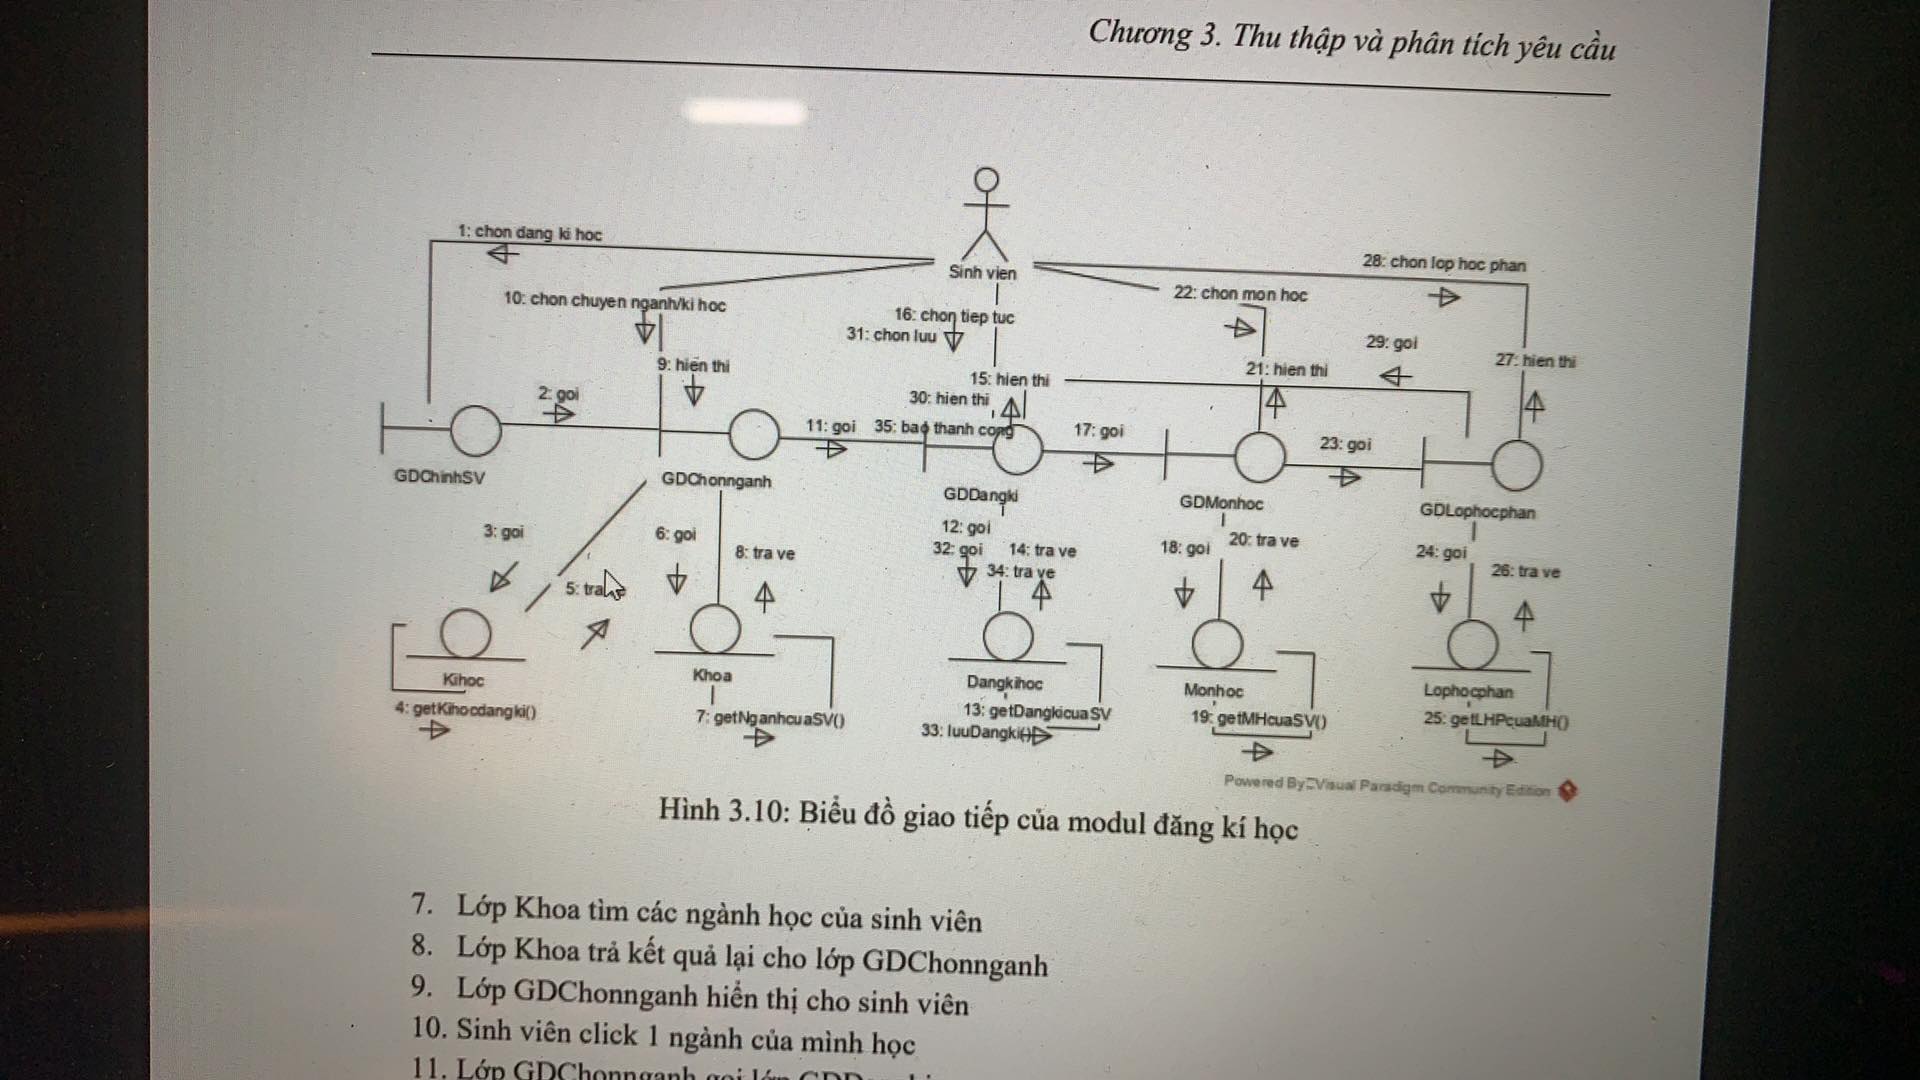 Chương 3. Thu thập và phân tích yêu cầu
1: chon dang ki hoc
Sinh vien
28: chon lop hoc phan
10: chon chuyen nganh/ki hoc
22: chon mon hoc
16: chon tiep tuc
31: chon luu
29: goi
9: hien thi
15: hien thi
21: hien thi
27: hien thi
2: goi
30: hien thi
11: goi
35: bao thanh cong
17: goi
23: goi
GDChinhSV
GDChonnganh
GDDangki
GDMonhoc
GDLophocphan
3: goi
6: goi
8: tra ve
12: goi
32: goi
14: tra ve
34: tra ve
18: goi
20: tra ve
24: goi
26: tra ve
5: tra
Kihoc
Khoa
Dangkihoc
Monhoc
Lophocphan
4: getKihocdangki()
7: getNganhcuaSV()
13: getDangkicuaSV
33: luuDangki()
19: getMHcuaSV()
25: getLHPcuaMH()
Powered By Visual Paradigm Community Edition
Hình 3.10: Biểu đồ giao tiếp của modul đăng kí học
7. Lớp Khoa tìm các ngành học của sinh viên
8. Lớp Khoa trả kết quả lại cho lớp GDChonnganh
9. Lớp GDChonnganh hiển thị cho sinh viên
10. Sinh viên click 1 ngành của mình học
11. Lớp GDChonnganh gọi lớp